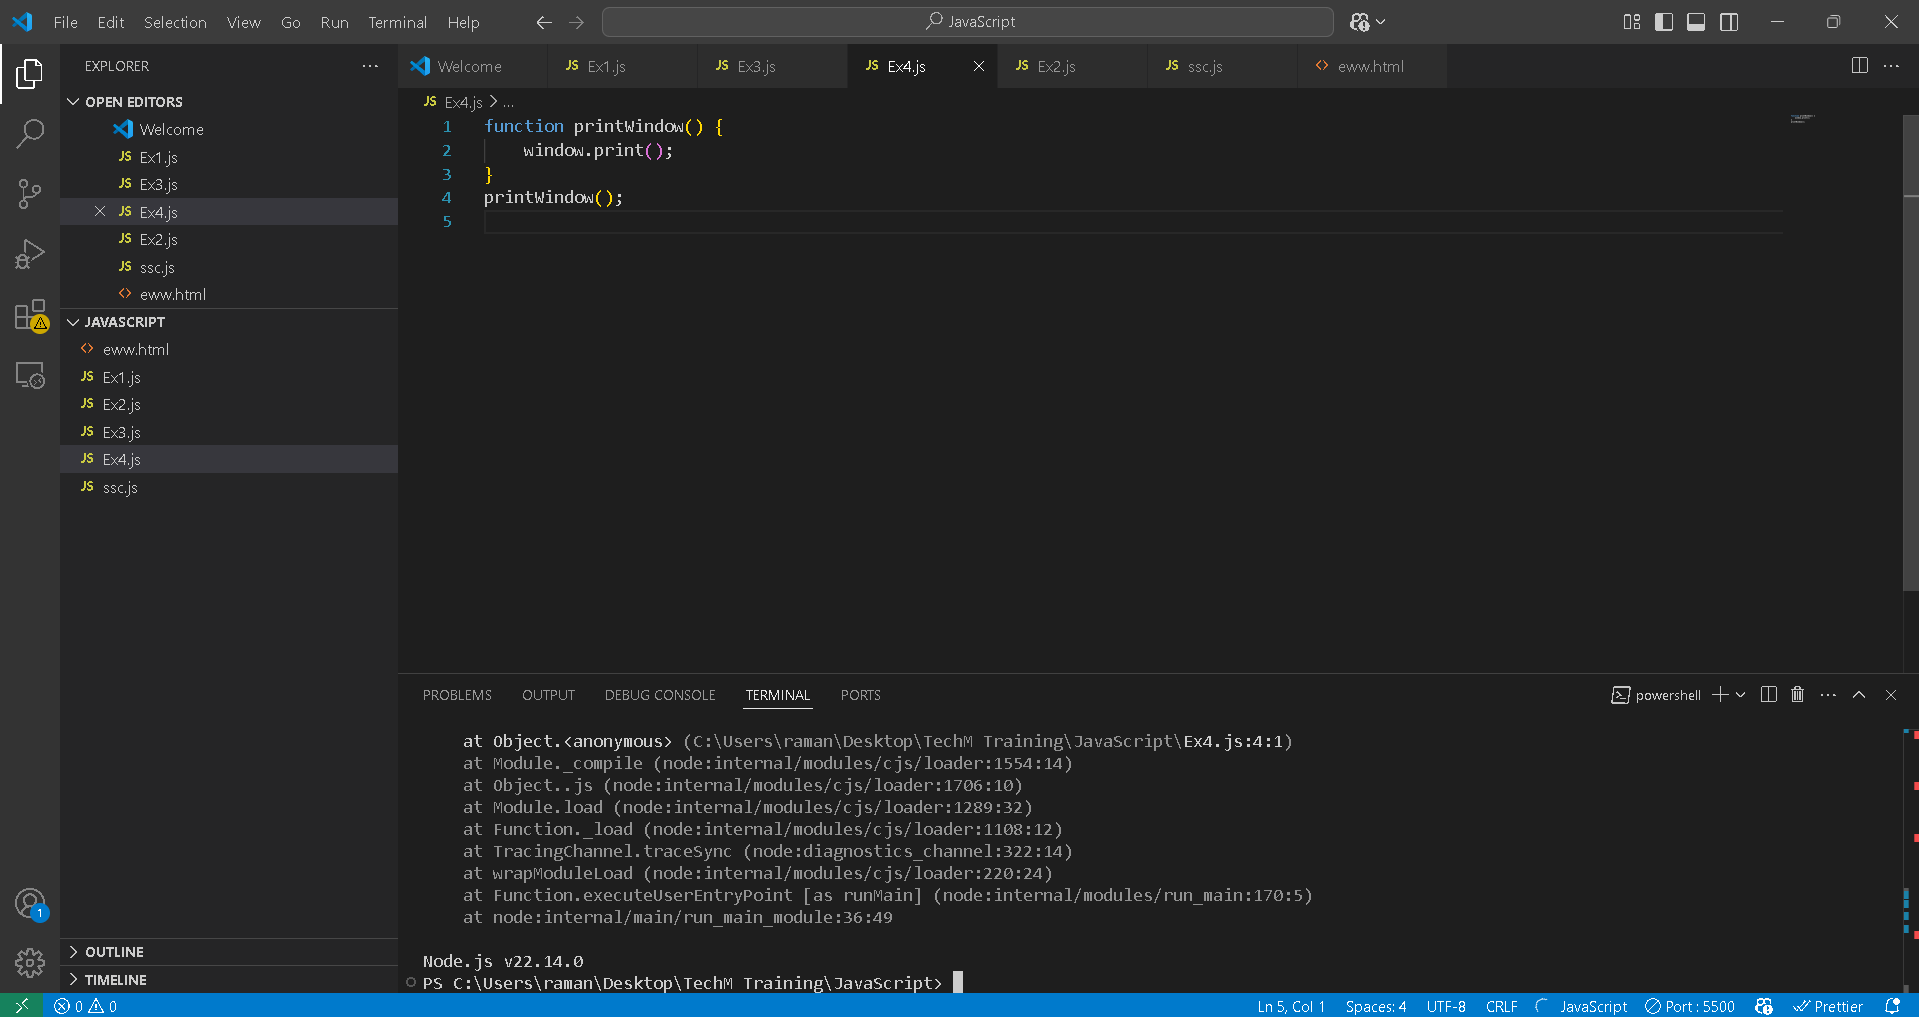 File Edit Selection View Go Run Terminal Help
JavaScript
EXPLORER
OPEN EDITORS
Welcome
JS Ex1.js
JS Ex3.js
JS Ex4.js
JS Ex2.js
JS ssc.js
<> eww.html
JAVASCRIPT
<> eww.html
JS Ex1.js
JS Ex2.js
JS Ex3.js
JS Ex4.js
JS ssc.js
OUTLINE
TIMELINE
Welcome JS Ex1.js JS Ex3.js JS Ex4.js JS Ex2.js JS ssc.js <> eww.html
JS Ex4.js > ...
1 function printWindow() {
2     window.print();
3 }
4 printWindow();
5
PROBLEMS OUTPUT DEBUG CONSOLE TERMINAL PORTS
powershell
    at Object.<anonymous> (C:\Users\raman\Desktop\TechM Training\JavaScript\Ex4.js:4:1)
    at Module._compile (node:internal/modules/cjs/loader:1554:14)
    at Object..js (node:internal/modules/cjs/loader:1706:10)
    at Module.load (node:internal/modules/cjs/loader:1289:32)
    at Function._load (node:internal/modules/cjs/loader:1108:12)
    at TracingChannel.traceSync (node:diagnostics_channel:322:14)
    at wrapModuleLoad (node:internal/modules/cjs/loader:220:24)
    at Function.executeUserEntryPoint [as runMain] (node:internal/modules/run_main:170:5)
    at node:internal/main/run_main_module:36:49
Node.js v22.14.0
PS C:\Users\raman\Desktop\TechM Training\JavaScript>
1
0 0 Ln 5, Col 1 Spaces: 4 UTF-8 CRLF JavaScript Port : 5500 Prettier